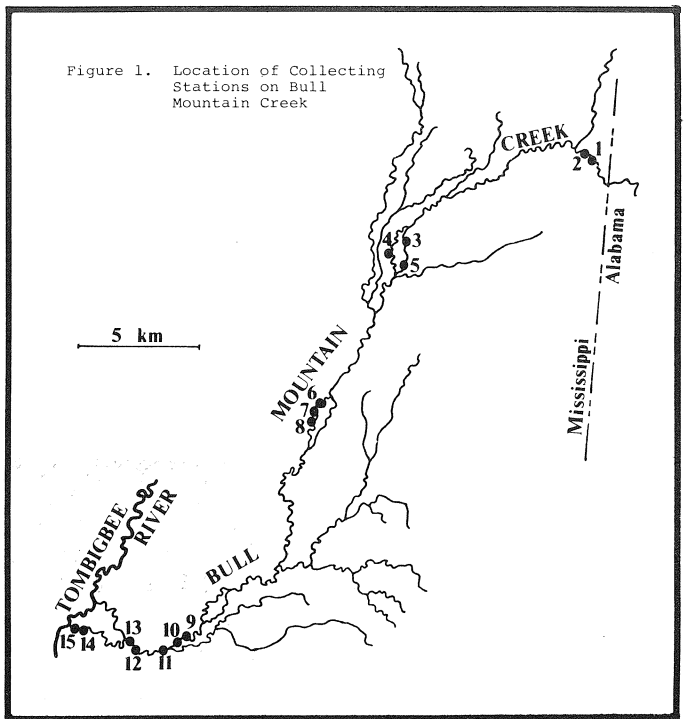 Figure 1. Location of Collecting
Stations on Bull
Mountain Creek
CREEK
1
2
Alabama
4
3
5
5 km
Mississippi
MOUNTAIN
6
7
8
TOMBIGBEE
RIVER
BULL
9
10
13
15
14
12
11